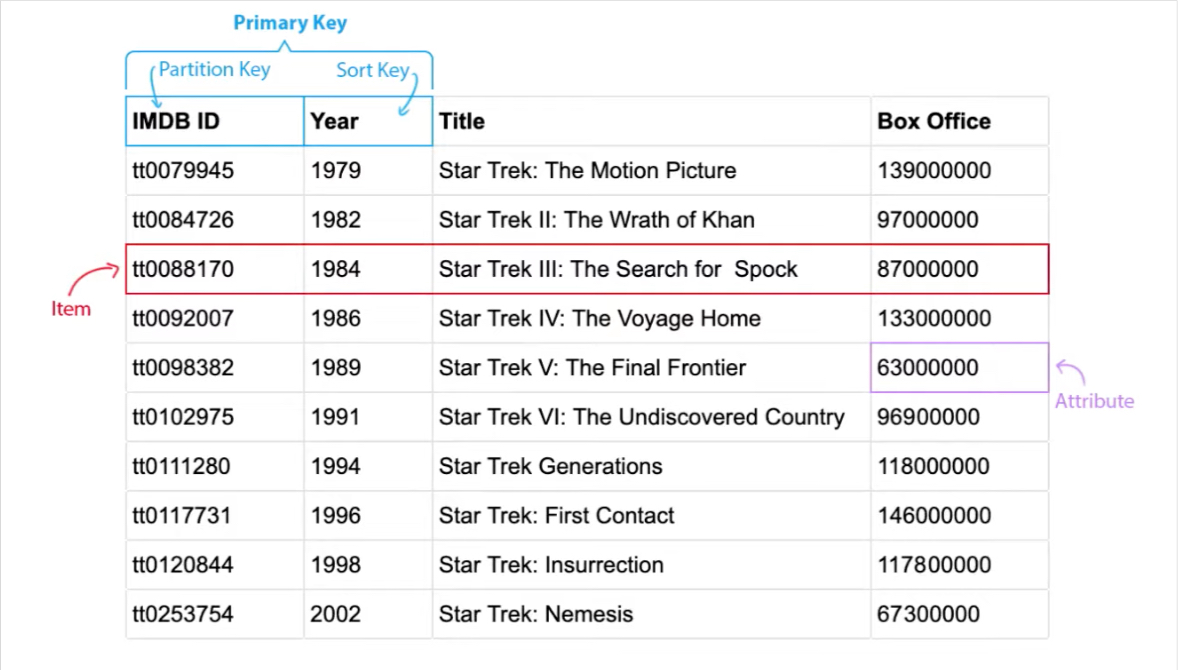 Primary Key
Partition Key Sort Key
IMDB ID Year Title Box Office
tt0079945 1979 Star Trek: The Motion Picture 139000000
tt0084726 1982 Star Trek II: The Wrath of Khan 97000000
tt0088170 1984 Star Trek III: The Search for  Spock 87000000
Item
tt0092007 1986 Star Trek IV: The Voyage Home 133000000
tt0098382 1989 Star Trek V: The Final Frontier 63000000
Attribute
tt0102975 1991 Star Trek VI: The Undiscovered Country 96900000
tt0111280 1994 Star Trek Generations 118000000
tt0117731 1996 Star Trek: First Contact 146000000
tt0120844 1998 Star Trek: Insurrection 117800000
tt0253754 2002 Star Trek: Nemesis 67300000